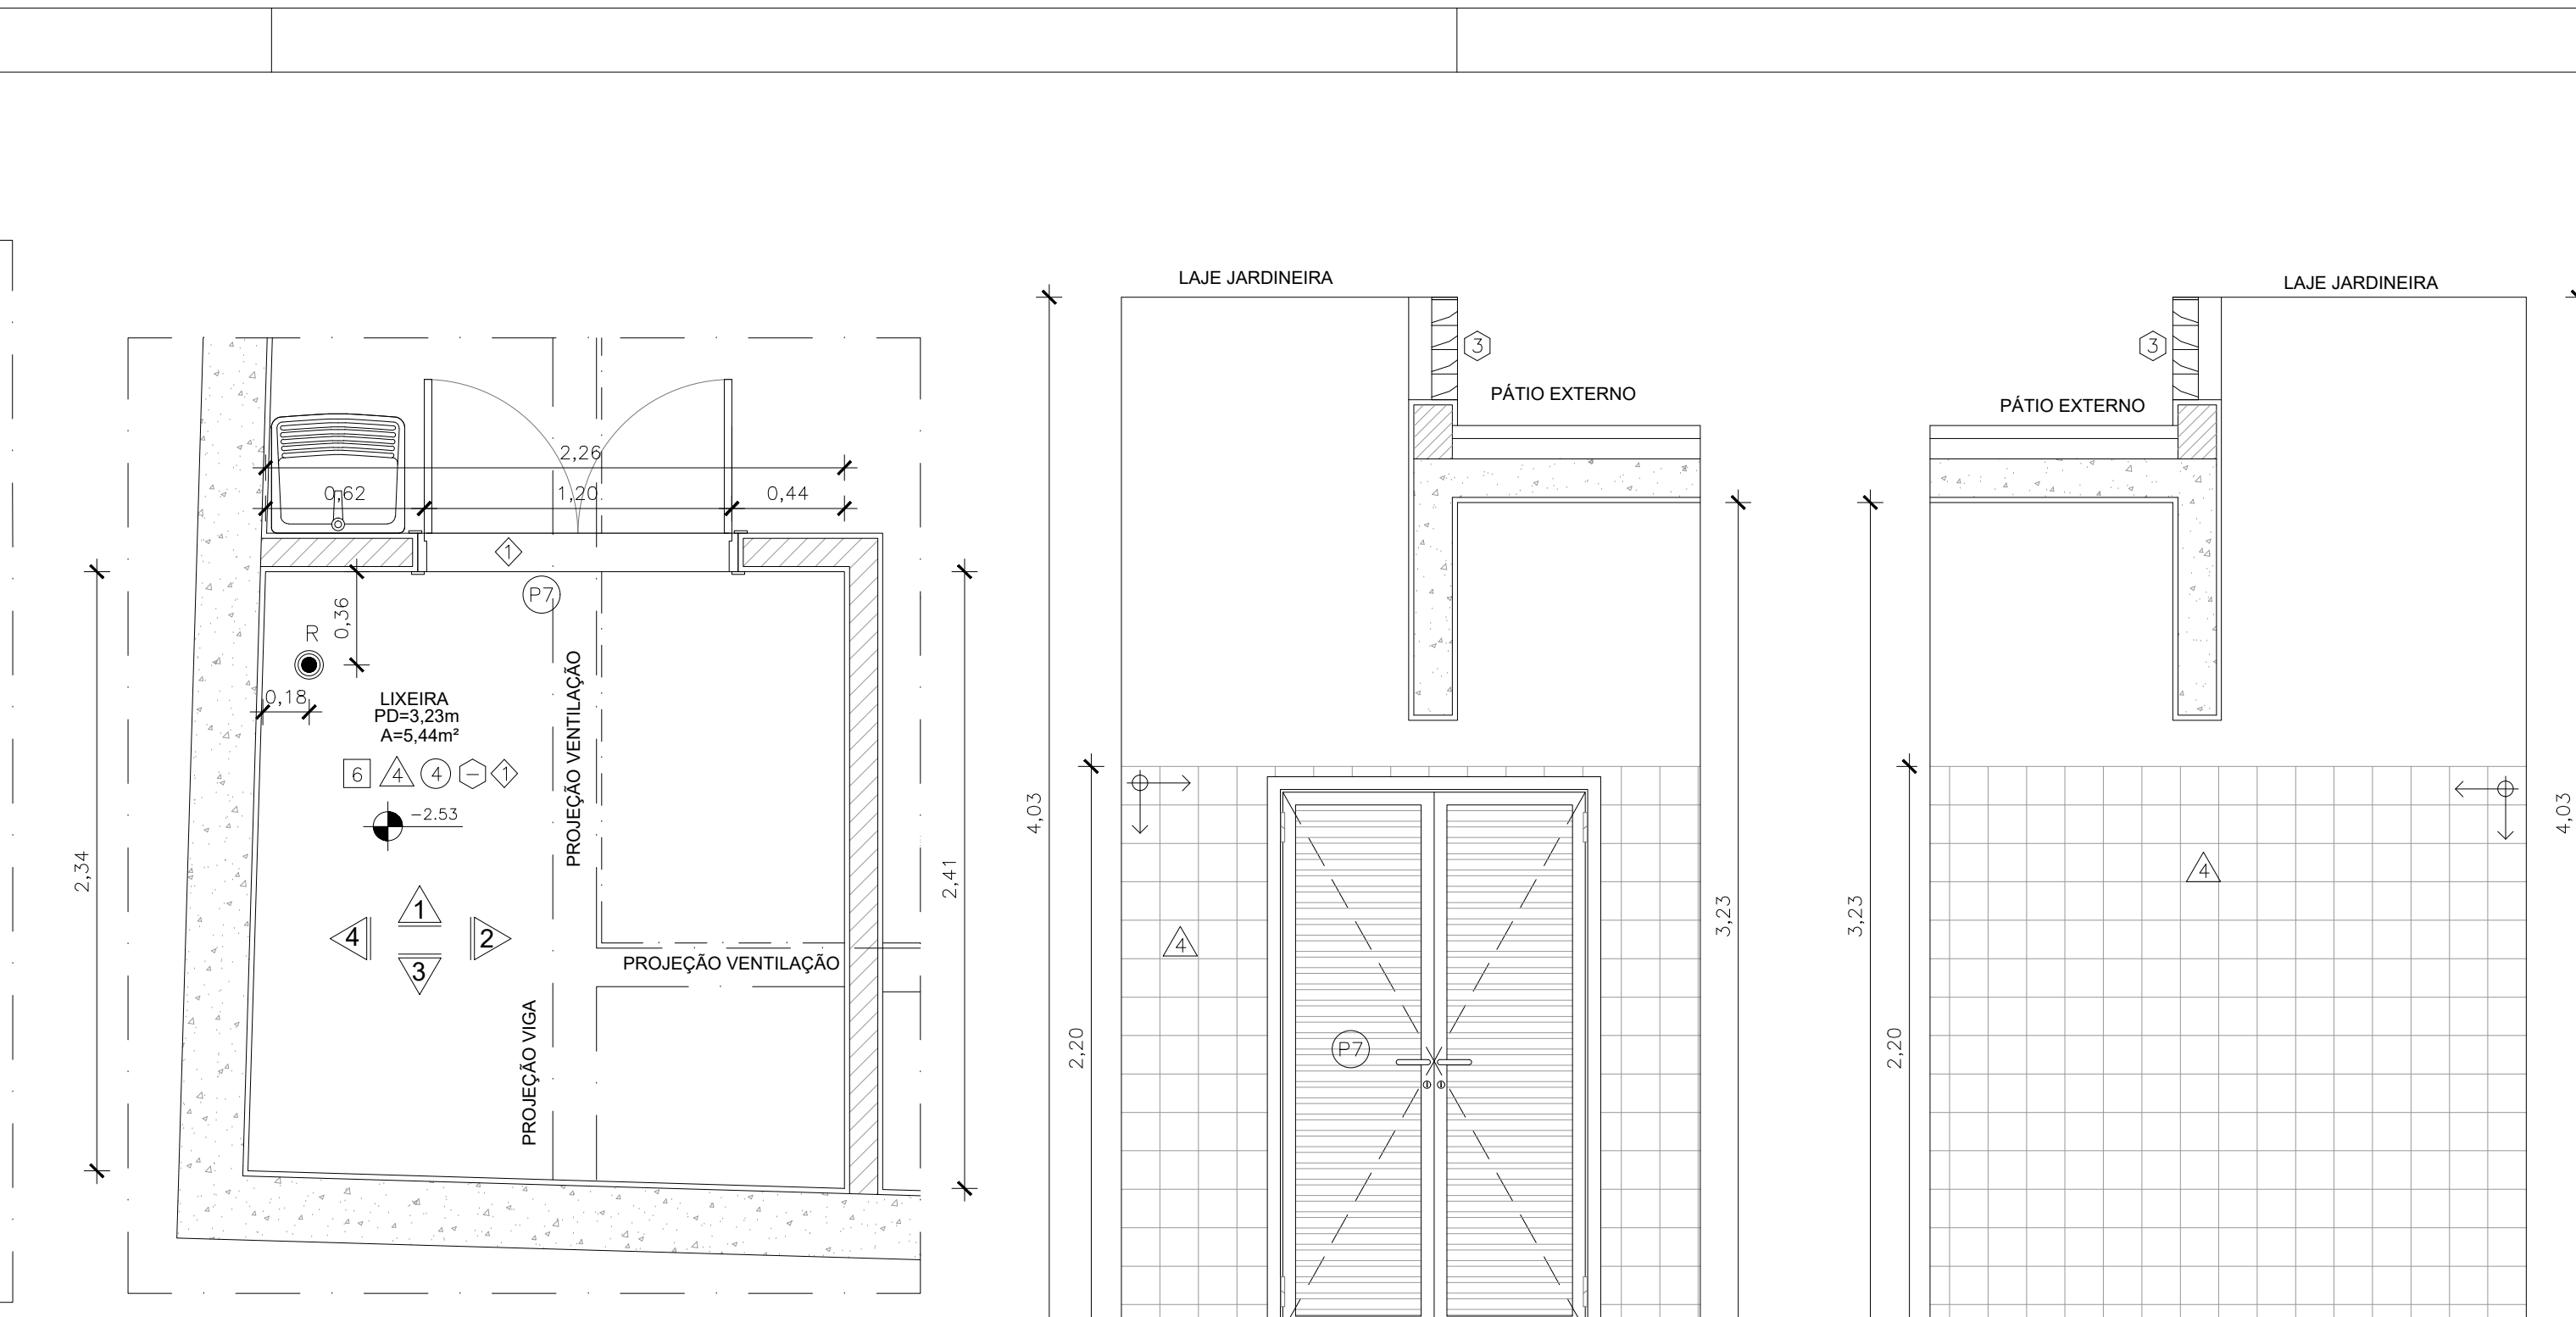 LAJE JARDINEIRA
LAJE JARDINEIRA
3
3
PÁTIO EXTERNO
PÁTIO EXTERNO
2,26
0,62
1,20
0,44
1
P7
0,36
R
0,18
LIXEIRA
PD=3,23m
A=5,44m²
6
4
4
1
-2.53
PROJEÇÃO VENTILAÇÃO
2,34
2,41
1
4
2
3
PROJEÇÃO VENTILAÇÃO
PROJEÇÃO VIGA
4,03
2,20
4
P7
3,23
3,23
2,20
4
4,03